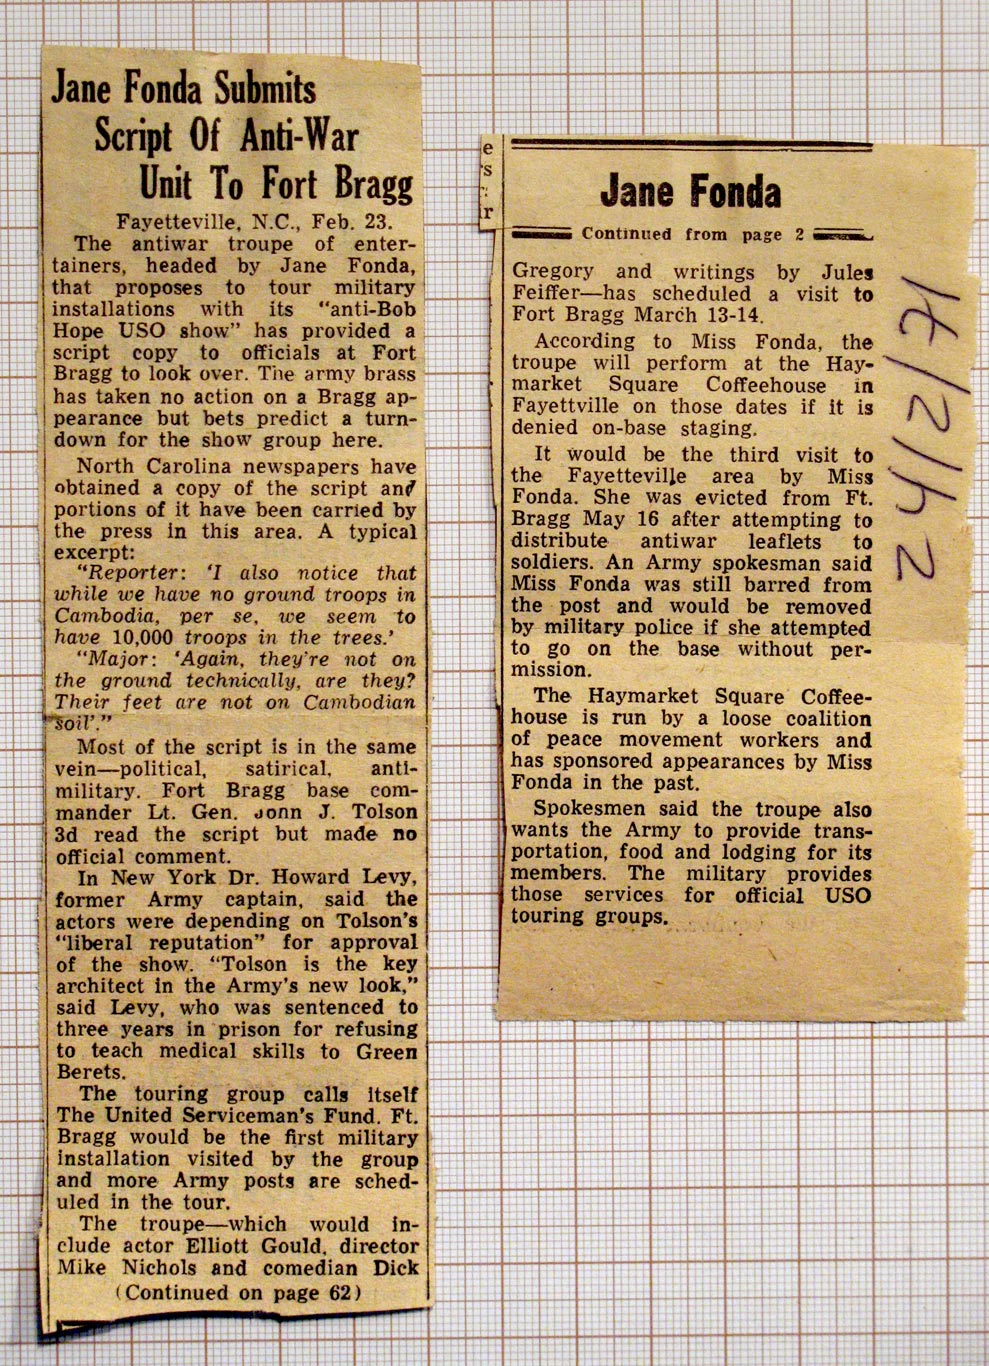 Jane Fonda Submits
Script Of Anti-War
Unit To Fort Bragg
Fayetteville, N.C., Feb. 23.
The antiwar troupe of enter-
tainers, headed by Jane Fonda,
that proposes to tour military
installations with its "anti-Bob
Hope USO show" has provided a
script copy to officials at Fort
Bragg to look over. The army brass
has taken no action on a Bragg ap-
pearance but bets predict a turn-
down for the show group here.
North Carolina newspapers have
obtained a copy of the script and
portions of it have been carried by
the press in this area. A typical
excerpt:
"Reporter: 'I also notice that
while we have no ground troops in
Cambodia, per se, we seem to
have 10,000 troops in the trees.'
"Major: 'Again, they're not on
the ground technically, are they?
Their feet are not on Cambodian
soil'."
Most of the script is in the same
vein—political, satirical, anti-
military. Fort Bragg base com-
mander Lt. Gen. John J. Tolson
3d read the script but made no
official comment.
In New York Dr. Howard Levy,
former Army captain, said the
actors were depending on Tolson's
"liberal reputation" for approval
of the show. "Tolson is the key
architect in the Army's new look,"
said Levy, who was sentenced to
three years in prison for refusing
to teach medical skills to Green
Berets.
The touring group calls itself
The United Serviceman's Fund. Ft.
Bragg would be the first military
installation visited by the group
and more Army posts are sched-
uled in the tour.
The troupe—which would in-
clude actor Elliott Gould, director
Mike Nichols and comedian Dick
(Continued on page 62)
e
s
r
Jane Fonda
Continued from page 2
Gregory and writings by Jules
Feiffer—has scheduled a visit to
Fort Bragg March 13-14.
According to Miss Fonda, the
troupe will perform at the Hay-
market Square Coffeehouse in
Fayettville on those dates if it is
denied on-base staging.
It would be the third visit to
the Fayetteville area by Miss
Fonda. She was evicted from Ft.
Bragg May 16 after attempting to
distribute antiwar leaflets to
soldiers. An Army spokesman said
Miss Fonda was still barred from
the post and would be removed
by military police if she attempted
to go on the base without per-
mission.
The Haymarket Square Coffee-
house is run by a loose coalition
of peace movement workers and
has sponsored appearances by Miss
Fonda in the past.
Spokesmen said the troupe also
wants the Army to provide trans-
portation, food and lodging for its
members. The military provides
those services for official USO
touring groups.
24/2/71